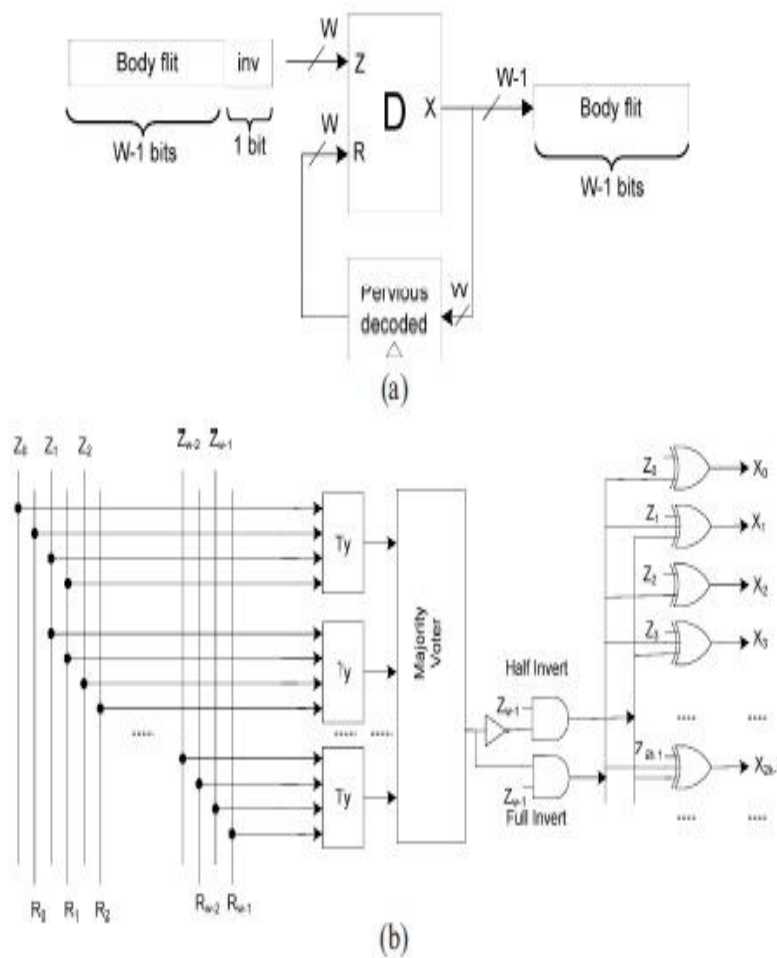 Body flit inv
W-1 bits 1 bit
W
Z
W
R
D
X
W-1
Body flit
W-1 bits
W
Pervious
decoded
(a)
Z0 Z1 Z2 Zw-2 Zw-1
Ty
Ty
Ty
Majority
Voter
Half Invert
Zw-1
Zw-1
Full Invert
Z0 X0
Z1 X1
Z2 X2
Z3 X3
..... .....
..... ..... .....
..... .....
R0 R1 R2 Rw-2 Rw-1
(b)